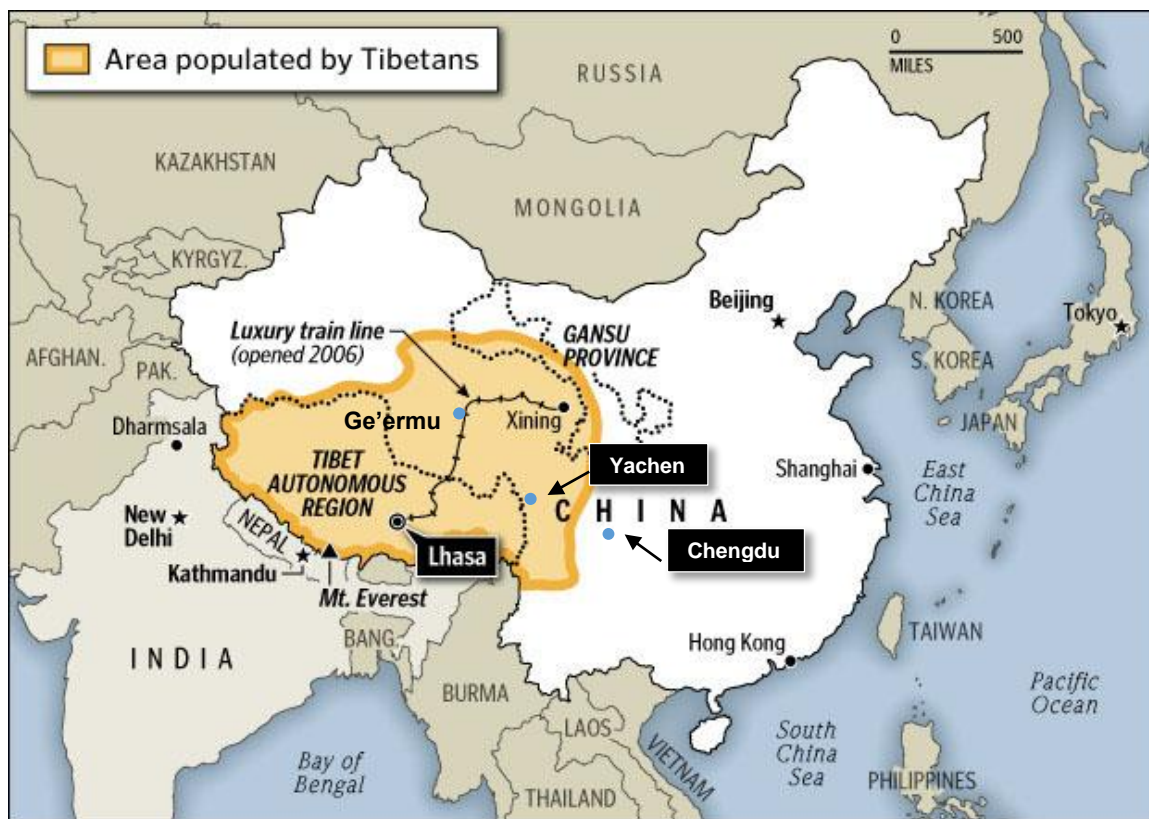 Area populated by Tibetans
0 500
MILES
RUSSIA
KAZAKHSTAN
MONGOLIA
KYRGYZ.
Beijing
N. KOREA
Tokyo
Luxury train line
(opened 2006)
GANSU
PROVINCE
AFGHAN.
PAK.
S. KOREA
Dharmsala
Ge’ermu
Xining
JAPAN
TIBET
AUTONOMOUS
REGION
Yachen
Shanghai
East
China
Sea
New
Delhi
NEPAL
CHINA
Lhasa
Chengdu
Kathmandu
Mt. Everest
BANG.
TAIWAN
INDIA
Hong Kong
BURMA
Pacific
Ocean
LAOS
South
China
Sea
Bay of
Bengal
VIETNAM
PHILIPPINES
THAILAND